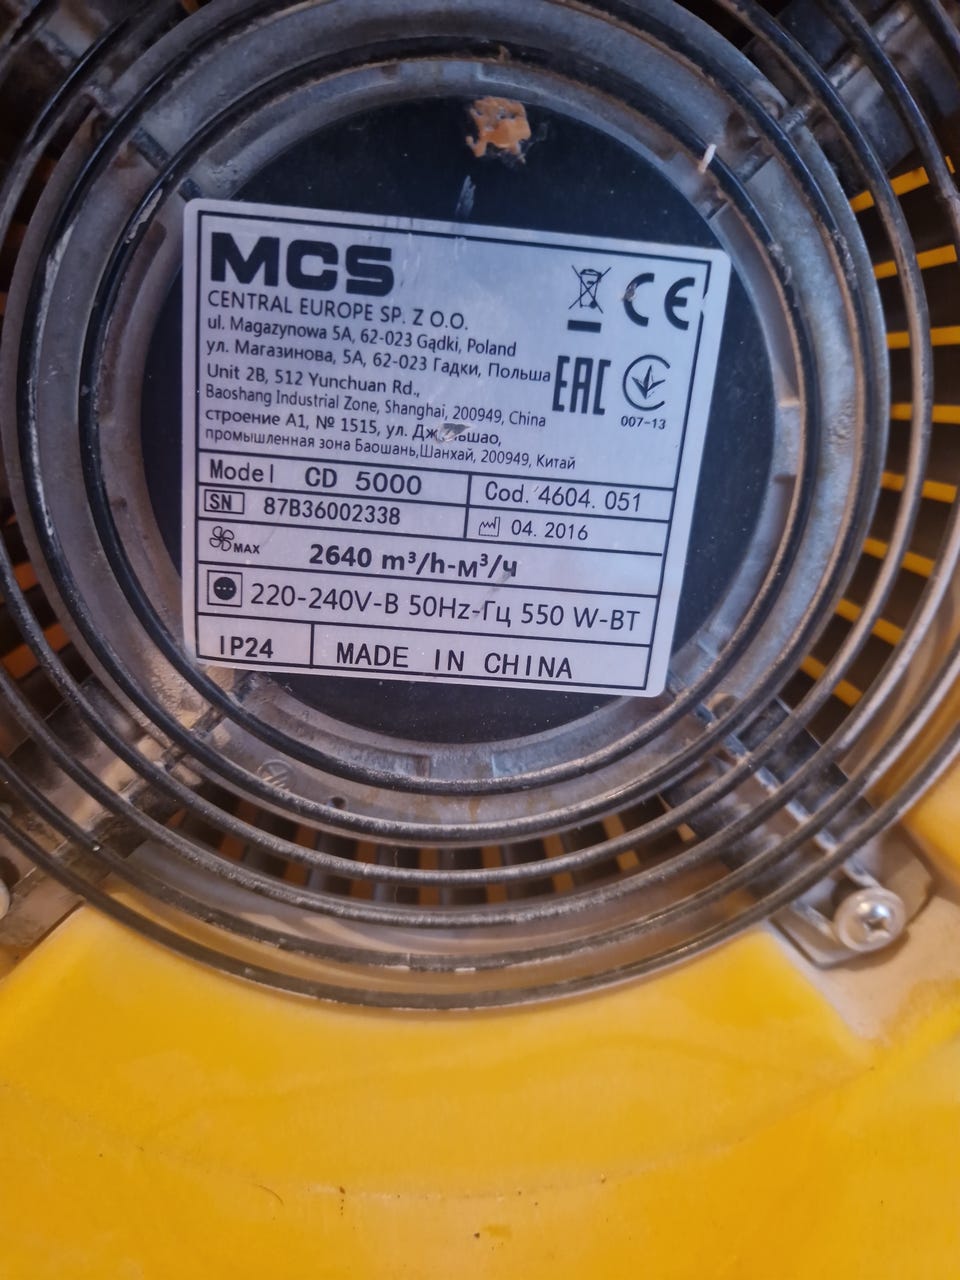 MCS
CENTRAL EUROPE SP. Z O.O.
ul. Magazynowa 5A, 62-023 Gądki, Poland
ул. Магазинова, 5A, 62-023 Гадки, Польша
Unit 2B, 512 Yunchuan Rd.,
Baoshang Industrial Zone, Shanghai, 200949, China
строение A1, № 1515, ул.
промышленная зона Баошань,Шанхай, 200949, Китай
CE
EAC
007-13
Model CD 5000
Cod. 4604. 051
SN 87B36002338
04. 2016
MAX 2640 m³/h-м³/ч
220-240V-В 50Hz-Гц 550 W-ВТ
IP24
MADE IN CHINA